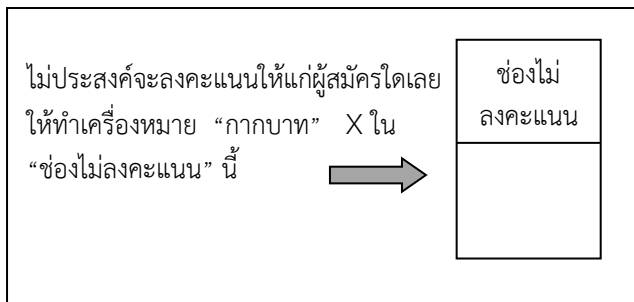 ไม่ประสงค์จะลงคะแนนให้แก่ผู้สมัครใดเลย
ให้ทำเครื่องหมาย “กากบาท” X ใน
“ช่องไม่ลงคะแนน” นี้
ช่องไม่
ลงคะแนน